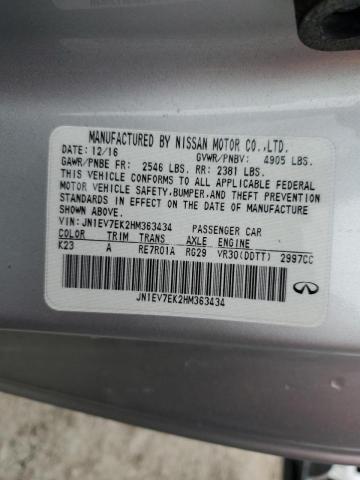 MANUFACTURED BY NISSAN MOTOR CO.,LTD.
DATE: 12/16 GVWR/PNBV: 4905 LBS.
GAWR/PNBE FR: 2546 LBS. RR: 2381 LBS.
THIS VEHICLE CONFORMS TO ALL APPLICABLE FEDERAL
MOTOR VEHICLE SAFETY, BUMPER, AND THEFT PREVENTION
STANDARDS IN EFFECT ON THE DATE OF MANUFACTURE
SHOWN ABOVE.
VIN: JN1EV7EK2HM363434 PASSENGER CAR
COLOR TRIM TRANS AXLE ENGINE
K23 A RE7R01A RG29 VR30(DDTT) 2997CC
JN1EV7EK2HM363434